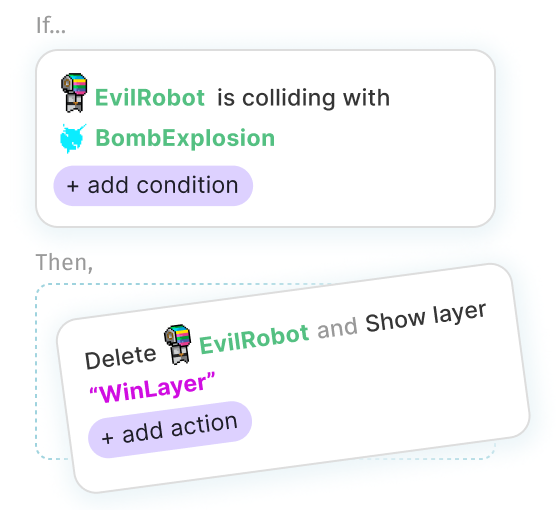 If...
EvilRobot is colliding with
BombExplosion
+ add condition
Then,
Delete EvilRobot and Show layer
“WinLayer”
+ add action